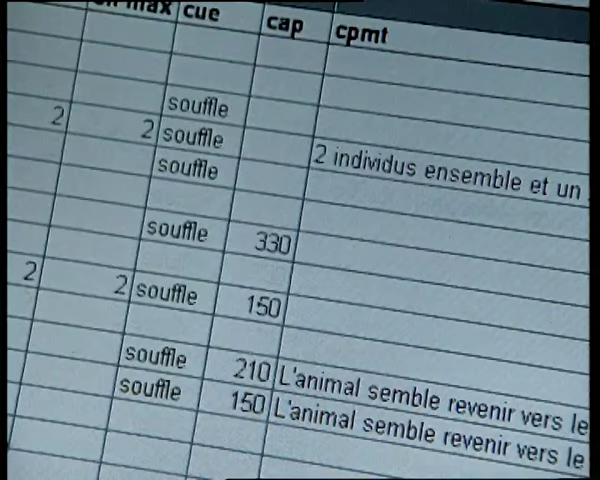 max cue cap cpmt
souffle
2 2 souffle
souffle 2 individus ensemble et un
souffle 330
2 2 souffle 150
souffle 210 L'animal semble revenir vers le
souffle 150 L'animal semble revenir vers le